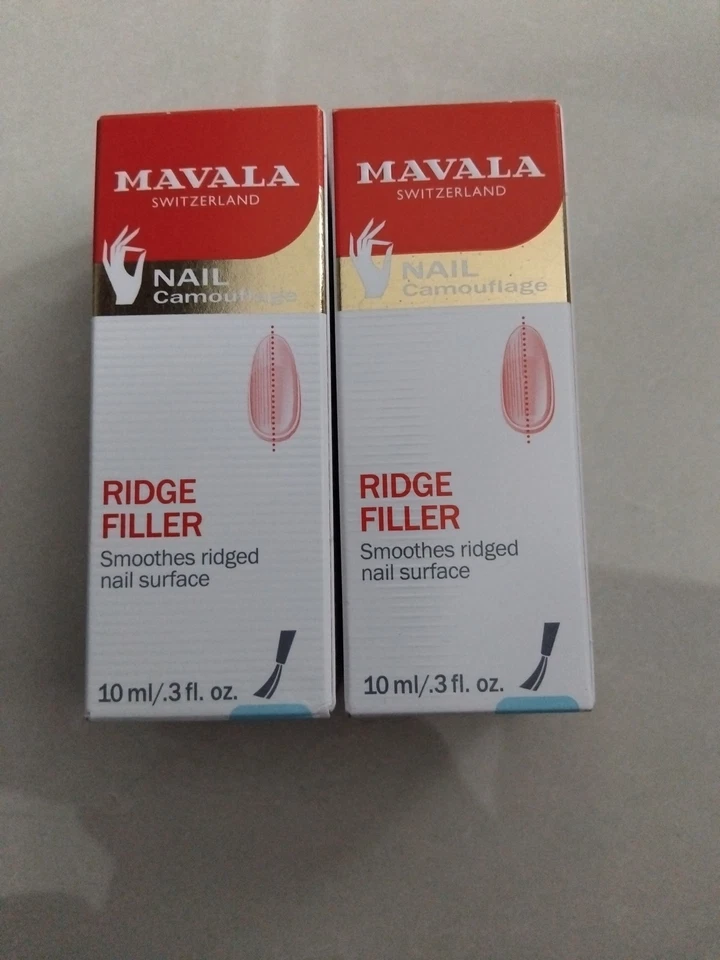 MAVALA
SWITZERLAND
NAIL
Camouflage
RIDGE
FILLER
Smoothes ridged
nail surface
10 ml/.3 fl. oz.
MAVALA
SWITZERLAND
NAIL
Camouflage
RIDGE
FILLER
Smoothes ridged
nail surface
10 ml/.3 fl. oz.